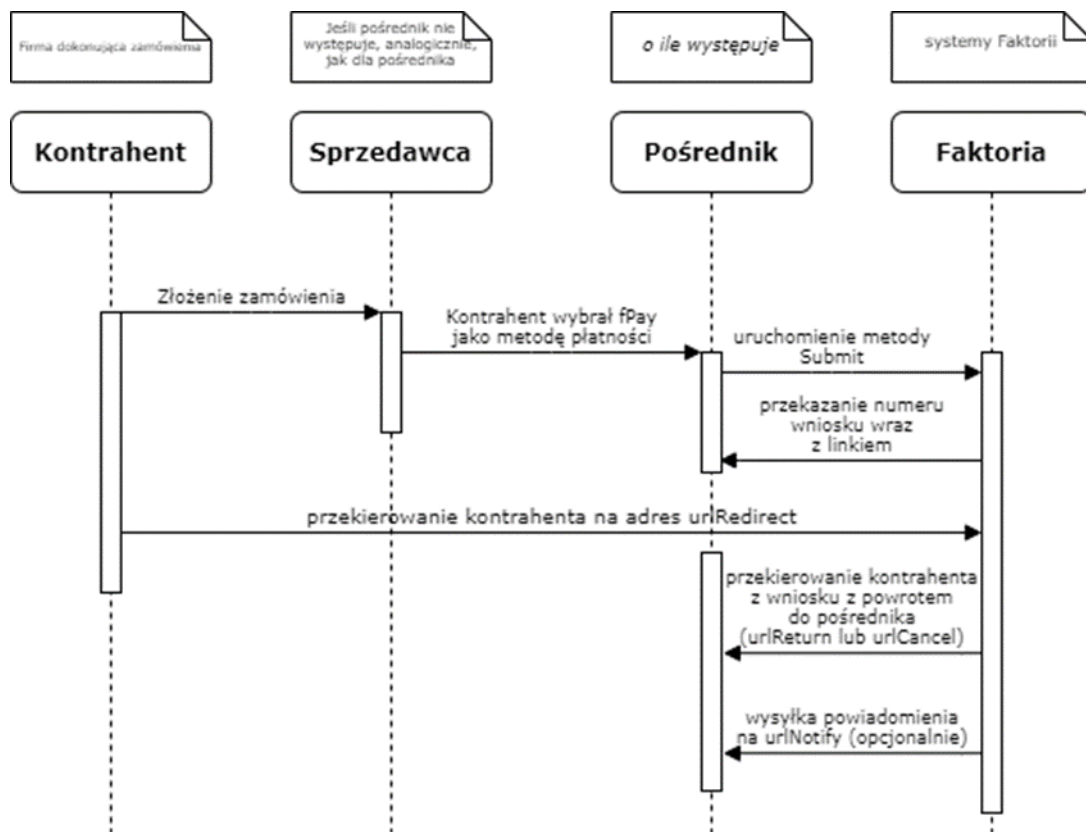 Firma dokonująca zamówienia
Jeśli pośrednik nie
występuje, analogicznie,
jak dla pośrednika
o ile występuje
systemy Faktorii
Kontrahent
Sprzedawca
Pośrednik
Faktoria
Złożenie zamówienia
Kontrahent wybrał fPay
jako metodę płatności
uruchomienie metody
Submit
przekazanie numeru
wniosku wraz
z linkiem
przekierowanie kontrahenta na adres urlRedirect
przekierowanie kontrahenta
z wniosku z powrotem
do pośrednika
(urlReturn lub urlCancel)
wysyłka powiadomienia
na urlNotify (opcjonalnie)